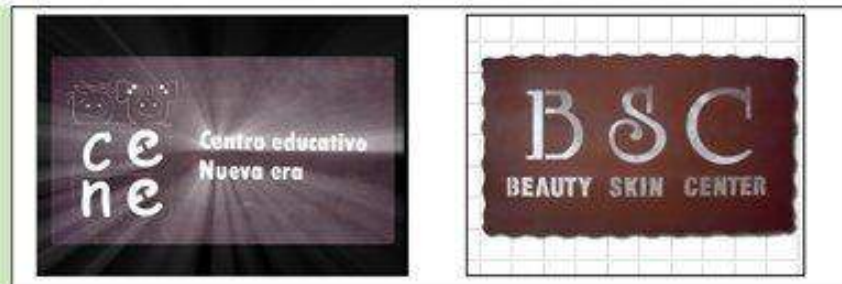 ce
ne
Centro educativo
Nueva era
BSC
BEAUTY SKIN CENTER